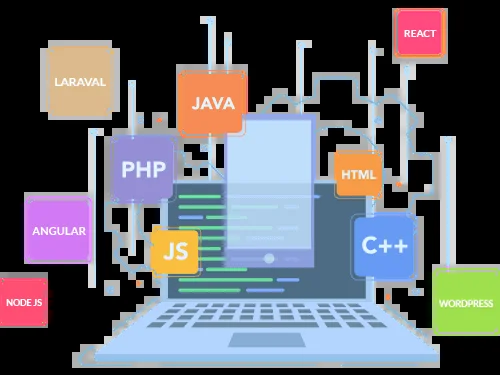 REACT
LARAVAL
JAVA
PHP
HTML
ANGULAR
JS
C++
NODE JS
WORDPRESS